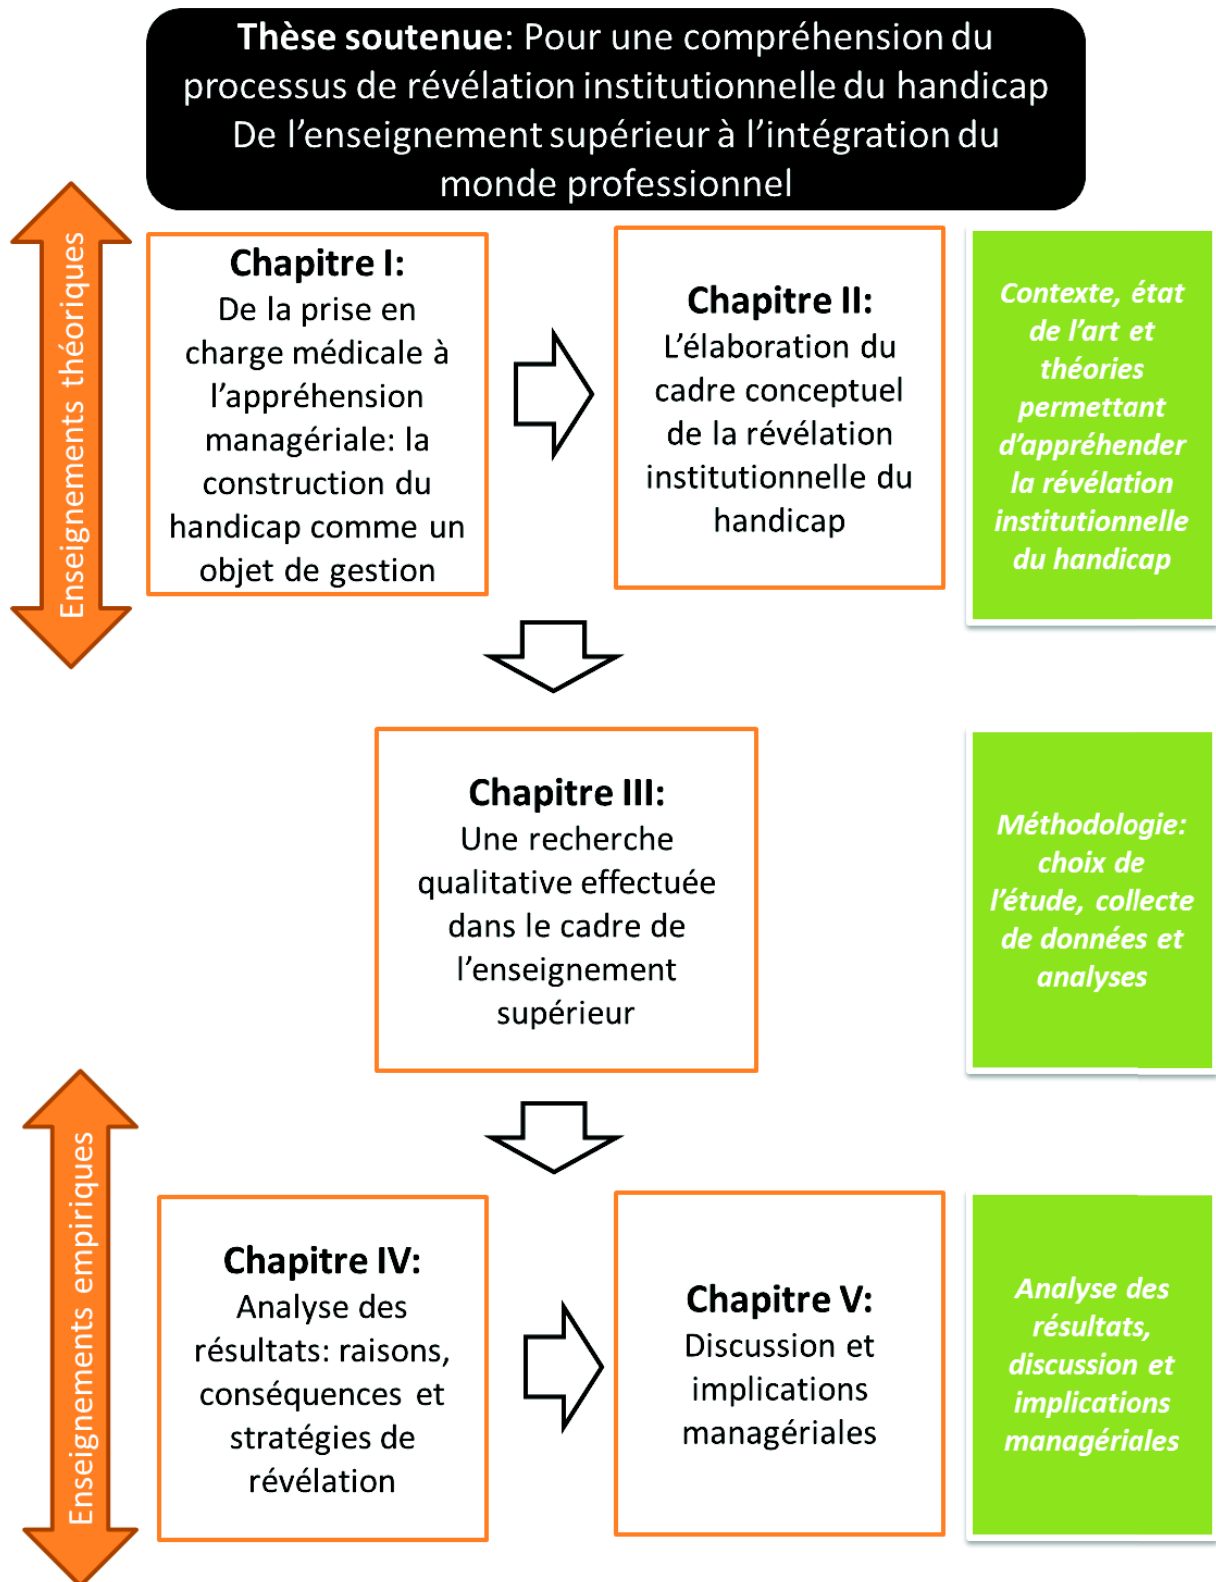 Thèse soutenue: Pour une compréhension du
processus de révélation institutionnelle du handicap
De l'enseignement supérieur à l'intégration du
monde professionnel
Enseignements théoriques
Chapitre I:
De la prise en
charge médicale à
l'appréhension
managériale: la
construction du
handicap comme un
objet de gestion
Chapitre II:
L'élaboration du
cadre conceptuel
de la révélation
institutionnelle du
handicap
Contexte, état
de l'art et
théories
permettant
d'appréhender
la révélation
institutionnelle
du handicap
Chapitre III:
Une recherche
qualitative effectuée
dans le cadre de
l'enseignement
supérieur
Méthodologie:
choix de
l'étude, collecte
de données et
analyses
Enseignements empiriques
Chapitre IV:
Analyse des
résultats: raisons,
conséquences et
stratégies de
révélation
Chapitre V:
Discussion et
implications
managériales
Analyse des
résultats,
discussion et
implications
managériales